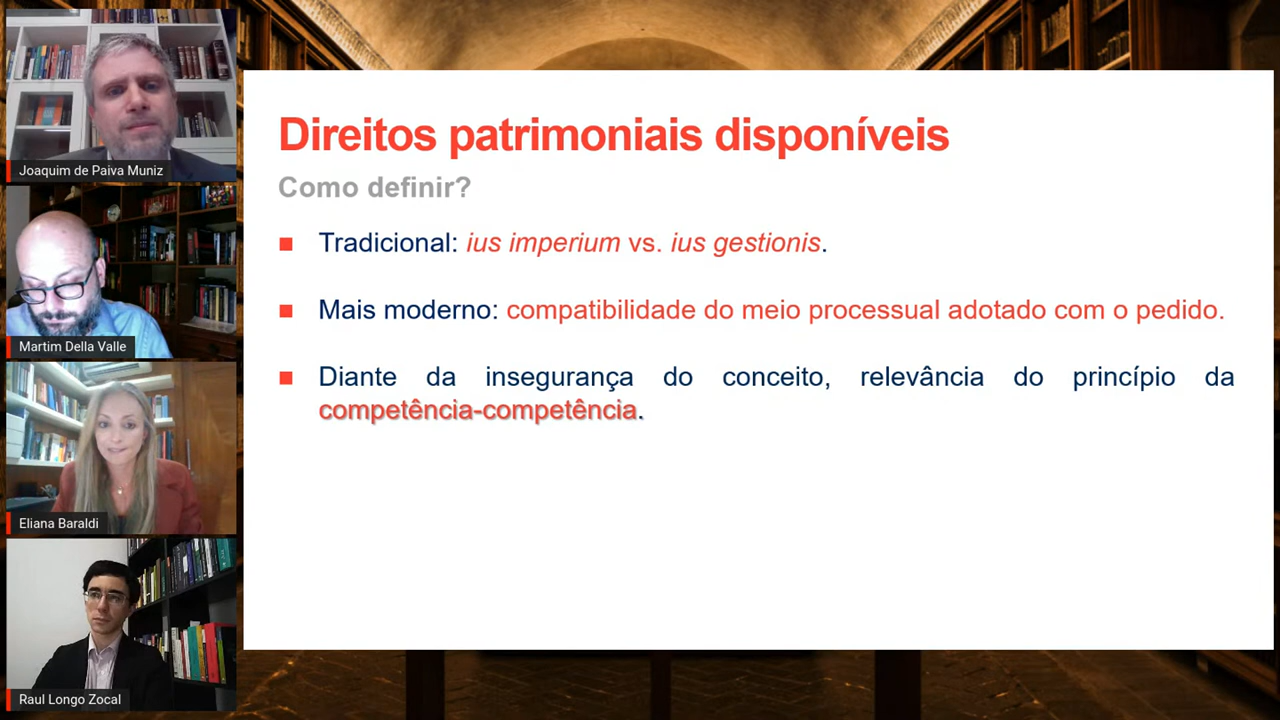 Joaquim de Paiva Muniz
Martim Della Valle
Eliana Baraldi
Raul Longo Zocal
Direitos patrimoniais disponíveis
Como definir?
Tradicional: ius imperium vs. ius gestionis.
Mais moderno: compatibilidade do meio processual adotado com o pedido.
Diante da insegurança do conceito, relevância do princípio da
competência-competência.